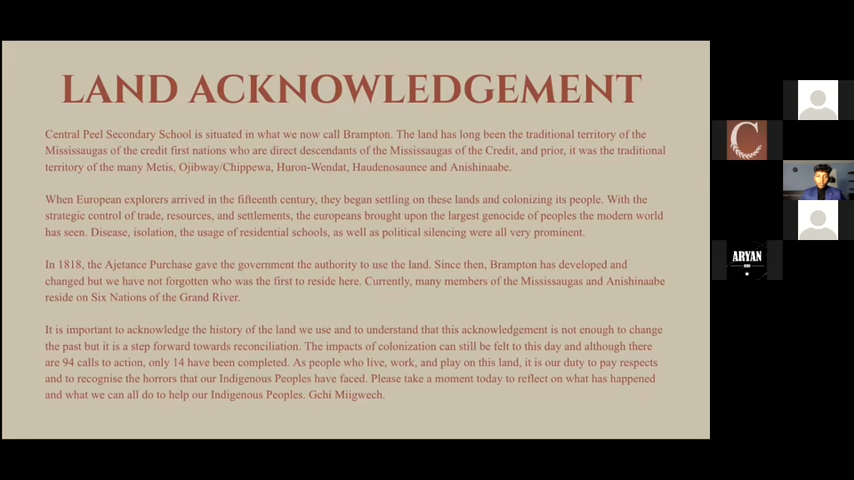 LAND ACKNOWLEDGEMENT
Central Peel Secondary School is situated in what we now call Brampton. The land has long been the traditional territory of the
Mississaugas of the credit first nations who are direct descendants of the Mississaugas of the Credit, and prior, it was the traditional
territory of the many Metis, Ojibway/Chippewa, Huron-Wendat, Haudenosaunee and Anishinaabe.
When European explorers arrived in the fifteenth century, they began settling on these lands and colonizing its people. With the
strategic control of trade, resources, and settlements, the europeans brought upon the largest genocide of peoples the modern world
has seen. Disease, isolation, the usage of residential schools, as well as political silencing were all very prominent.
In 1818, the Ajetance Purchase gave the government the authority to use the land. Since then, Brampton has developed and
changed but we have not forgotten who was the first to reside here. Currently, many members of the Mississaugas and Anishinaabe
reside on Six Nations of the Grand River.
It is important to acknowledge the history of the land we use and to understand that this acknowledgement is not enough to change
the past but it is a step forward towards reconciliation. The impacts of colonization can still be felt to this day and although there
are 94 calls to action, only 14 have been completed. As people who live, work, and play on this land, it is our duty to pay respects
and to recognise the horrors that our Indigenous Peoples have faced. Please take a moment today to reflect on what has happened
and what we can all do to help our Indigenous Peoples. Gchi Miigwech.
C
ARYAN